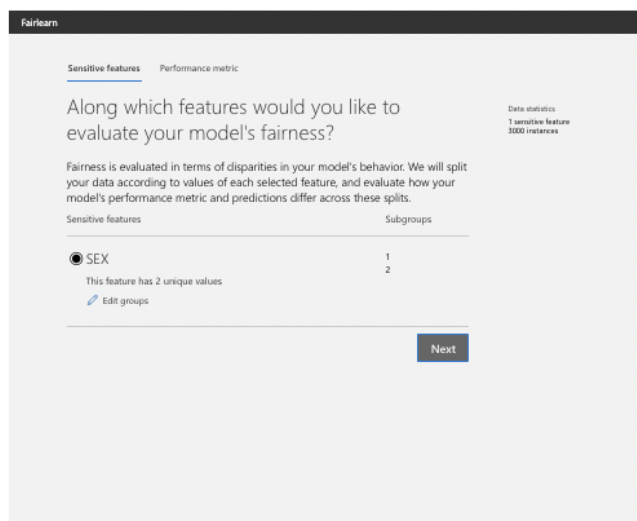 Fairlearn
Sensitive features Performance metric
Along which features would you like to
evaluate your model's fairness?
Data statistics
1 sensitive feature
3000 instances
Fairness is evaluated in terms of disparities in your model's behavior. We will split
your data according to values of each selected feature, and evaluate how your
model's performance metric and predictions differ across these splits.
Sensitive features Subgroups
SEX 1
2
This feature has 2 unique values
Edit groups
Next